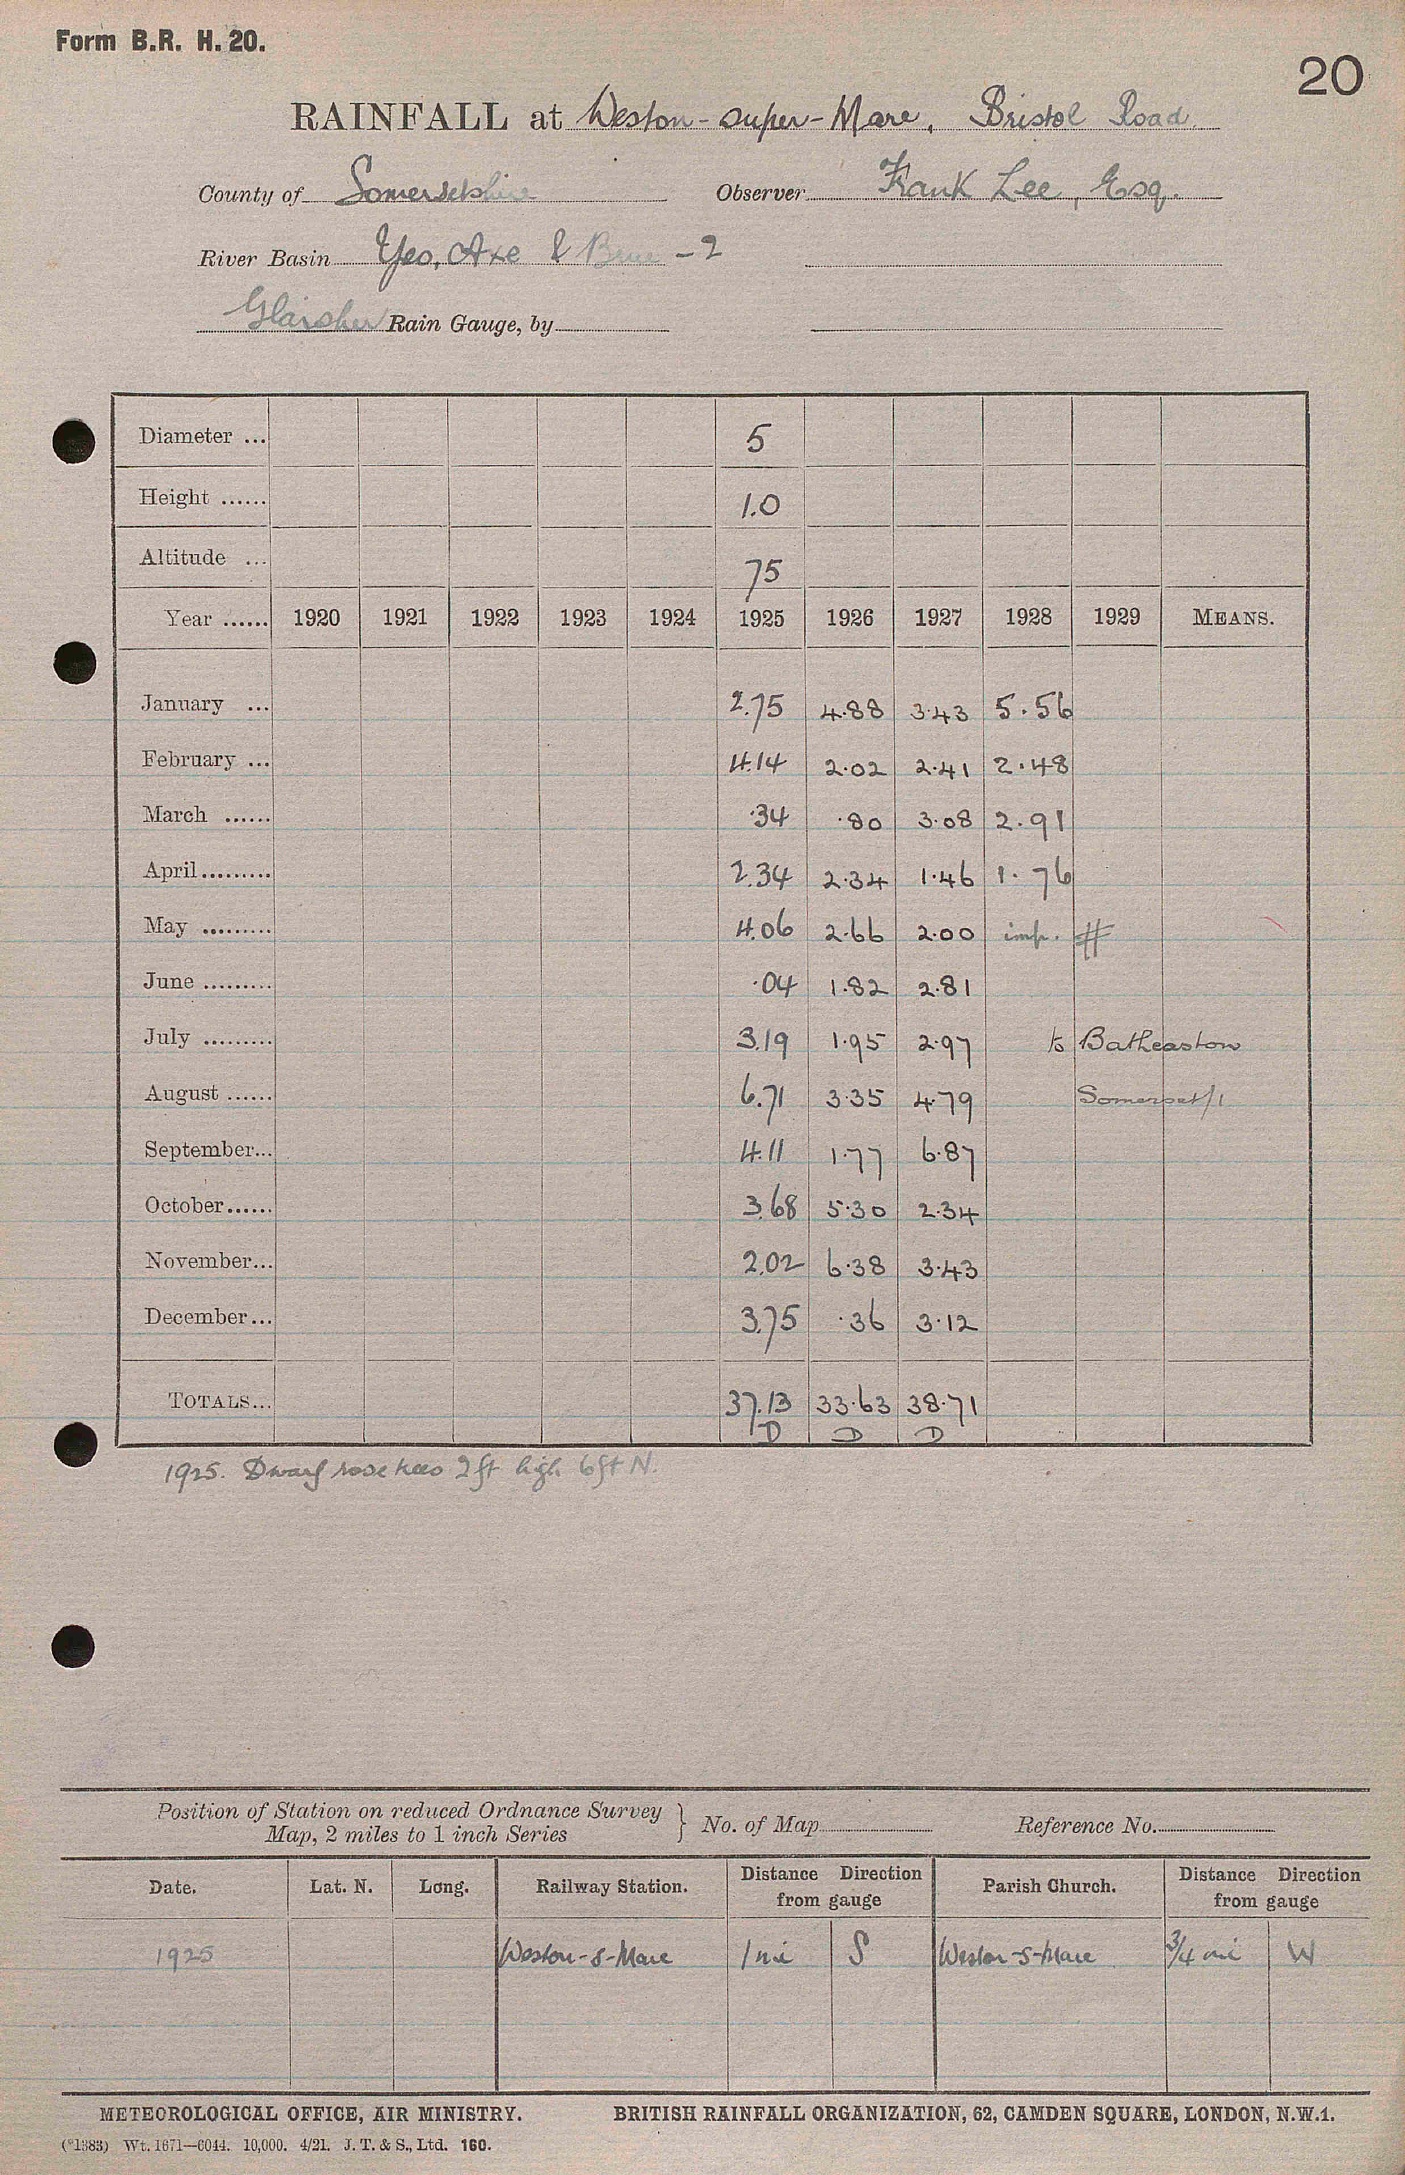 Form B.R. H. 20.
20
RAINFALL at Weston-super-Mare, Bristol Road.
County of Somersetshire Observer Frank Lee, Esq.
River Basin Yeo, Axe & Brue - 2
Glaisher Rain Gauge, by
Diameter ... 5
Height ...... 1.0
Altitude ... 75
Year ...... 1920 1921 1922 1923 1924 1925 1926 1927 1928 1929 MEANS.
January ... 2.75 4.88 3.43 5.56
February ... 4.14 2.02 2.41 2.48
March ...... .34 .80 3.08 2.91
April ......... 2.34 2.34 1.46 1.76
May ......... 4.06 2.66 2.00 imp. #
June ......... .04 1.82 2.81
July ......... 3.19 1.95 2.97 to Batheaston
August ...... 6.71 3.35 4.79 Somerset/1
September... 4.11 1.77 6.87
October...... 3.68 5.30 2.34
November... 2.02 6.38 3.43
December... 3.75 .36 3.12
TOTALS... 37.13 33.63 38.71
D D D
1925. Dwarf rose trees 2ft high 6ft N.
Position of Station on reduced Ordnance Survey Map, 2 miles to 1 inch Series } No. of Map Reference No.
Date. Lat. N. Long. Railway Station. Distance Direction from gauge Parish Church. Distance Direction from gauge
1925 Weston-S-Mare 1 mi S Weston-S-Mare 3/4 mi W
METEOROLOGICAL OFFICE, AIR MINISTRY. BRITISH RAINFALL ORGANIZATION, 62, CAMDEN SQUARE, LONDON, N.W.1.
(*1383) Wt. 1671—6044. 10,000. 4/21. J. T. & S., Ltd. 160.